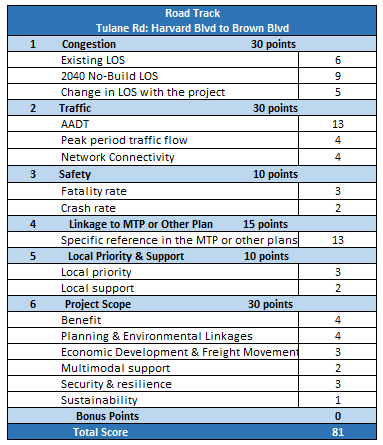 Road Track
Tulane Rd: Harvard Blvd to Brown Blvd
1 Congestion 30 points
Existing LOS 6
2040 No-Build LOS 9
Change in LOS with the project 5
2 Traffic 30 points
AADT 13
Peak period traffic flow 4
Network Connectivity 4
3 Safety 10 points
Fatality rate 3
Crash rate 2
4 Linkage to MTP or Other Plan 15 points
Specific reference in the MTP or other plans 13
5 Local Priority & Support 10 points
Local priority 3
Local support 2
6 Project Scope 30 points
Benefit 4
Planning & Environmental Linkages 4
Economic Development & Freight Movement 3
Multimodal support 2
Security & resilience 3
Sustainability 1
Bonus Points 0
Total Score 81